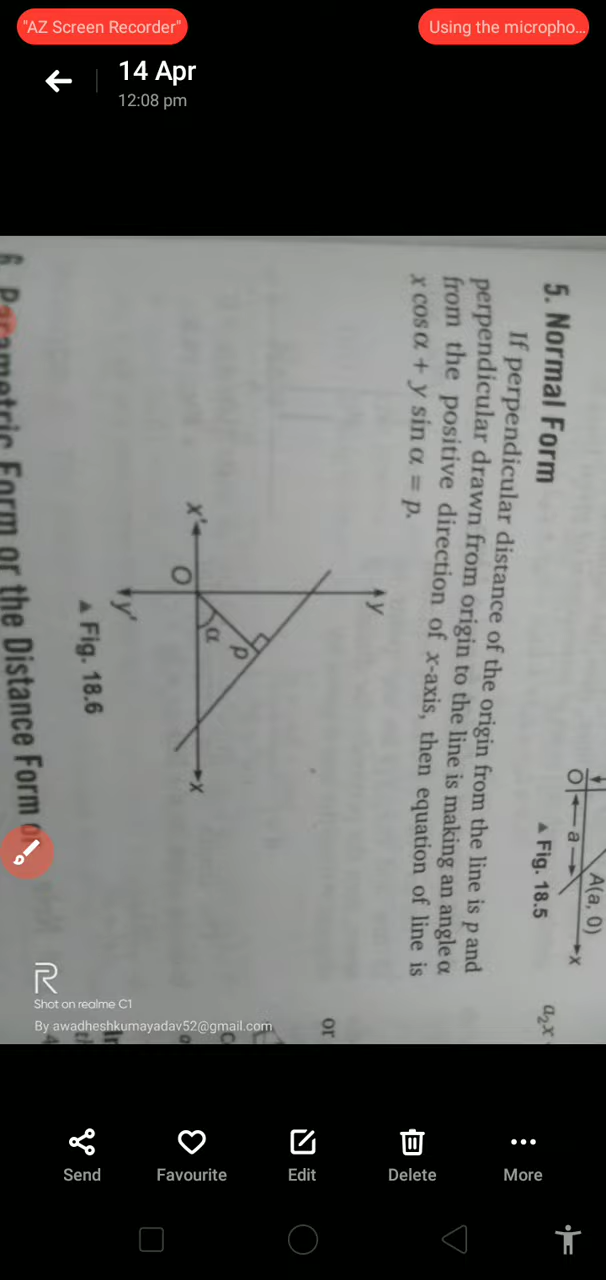 "AZ Screen Recorder"
Using the micropho...
14 Apr
12:08 pm
O
a
A(a, 0)
x
▲ Fig. 18.5
5. Normal Form
If perpendicular distance of the origin from the line is p and
perpendicular drawn from origin to the line is making an angle α
from the positive direction of x-axis, then equation of line is
x cos α + y sin α = p.
y
x'
O
α
p
x
y'
▲ Fig. 18.6
6. Parametric Form or the Distance Form
a₂x
or
R
Shot on realme C1
By awadheshkumayadav52@gmail.com
Send
Favourite
Edit
Delete
More